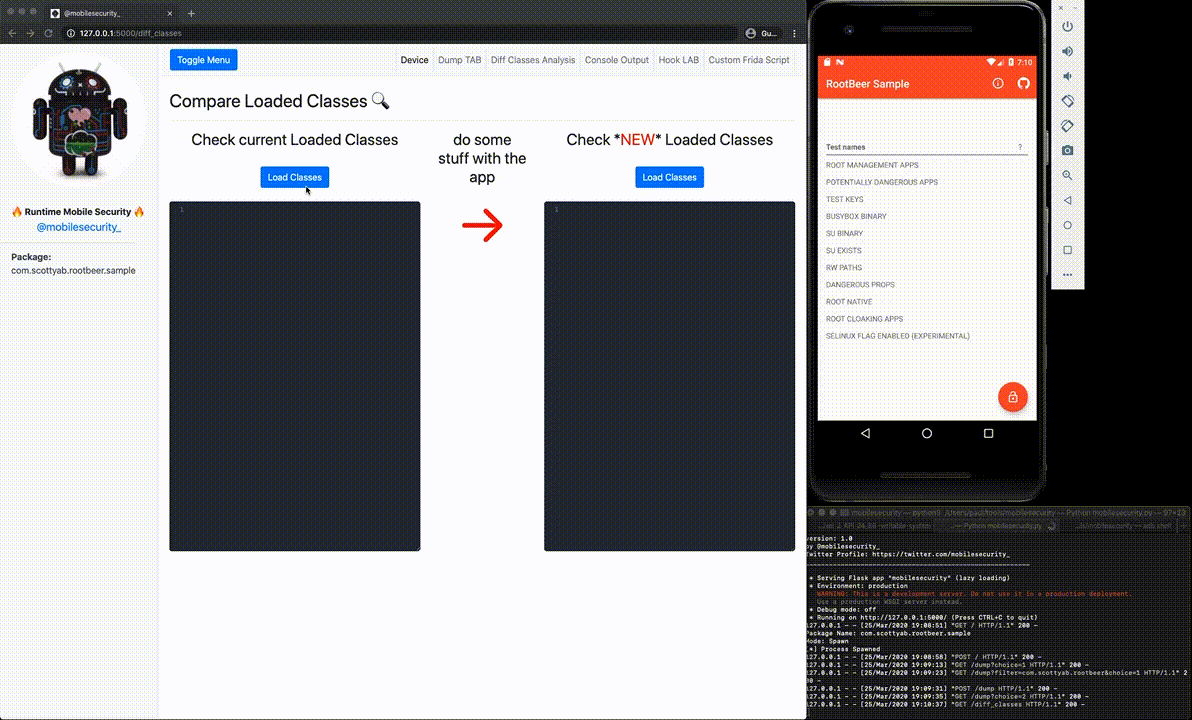 @mobilesecurity_
127.0.0.1:5000/diff_classes
Gu...
🔥 Runtime Mobile Security 🔥
@mobilesecurity_
Package:
com.scottyab.rootbeer.sample
Toggle Menu
Device
Dump TAB
Diff Classes Analysis
Console Output
Hook LAB
Custom Frida Script
Compare Loaded Classes 🔍
Check current Loaded Classes
Load Classes
1
do some
stuff with the
app
Check *NEW* Loaded Classes
Load Classes
1
7:10
RootBeer Sample
Test names
?
ROOT MANAGEMENT APPS
POTENTIALLY DANGEROUS APPS
TEST KEYS
BUSYBOX BINARY
SU BINARY
SU EXISTS
RW PATHS
DANGEROUS PROPS
ROOT NATIVE
ROOT CLOAKING APPS
SELINUX FLAG ENABLED (EXPERIMENTAL)
mobilesecurity — python3
Python mobilesecurity.py — 97×23
— Python mobilesecurity.py
— adb shell
version: 1.0
by @mobilesecurity_
Twitter Profile: https://twitter.com/mobilesecurity_
* Serving Flask app "mobilesecurity" (lazy loading)
* Environment: production
WARNING: This is a development server. Do not use it in a production deployment.
Use a production WSGI server instead.
* Debug mode: off
* Running on http://127.0.0.1:5000/ (Press CTRL+C to quit)
127.0.0.1 - - [25/Mar/2020 19:08:51] "GET / HTTP/1.1" 200 -
Package Name: com.scottyab.rootbeer.sample
Mode: Spawn
[*] Process Spawned
127.0.0.1 - - [25/Mar/2020 19:08:58] "POST / HTTP/1.1" 200 -
127.0.0.1 - - [25/Mar/2020 19:09:13] "GET /dump?choice=1 HTTP/1.1" 200 -
127.0.0.1 - - [25/Mar/2020 19:09:23] "GET /dump?filter=com.scottyab.rootbeer&choice=1 HTTP/1.1" 2
00 -
127.0.0.1 - - [25/Mar/2020 19:09:31] "POST /dump HTTP/1.1" 200 -
127.0.0.1 - - [25/Mar/2020 19:09:35] "GET /dump?choice=2 HTTP/1.1" 200 -
127.0.0.1 - - [25/Mar/2020 19:10:37] "GET /diff_classes HTTP/1.1" 200 -